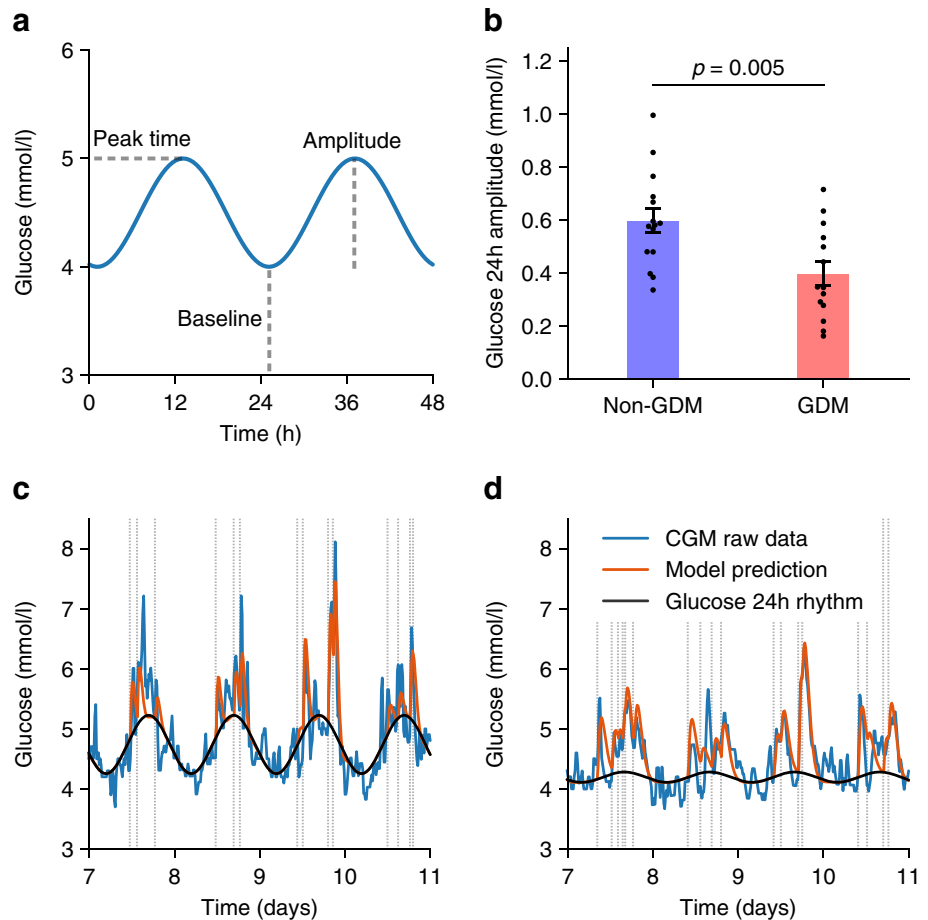 a
6
5
4
3
Glucose (mmol/l)
Peak time
Amplitude
Baseline
0 12 24 36 48
Time (h)
b
1.2
1.0
0.8
0.6
0.4
0.2
0.0
Glucose 24h amplitude (mmol/l)
p = 0.005
Non-GDM GDM
c
8
7
6
5
4
3
Glucose (mmol/l)
7 8 9 10 11
Time (days)
d
8
7
6
5
4
3
Glucose (mmol/l)
CGM raw data
Model prediction
Glucose 24h rhythm
7 8 9 10 11
Time (days)